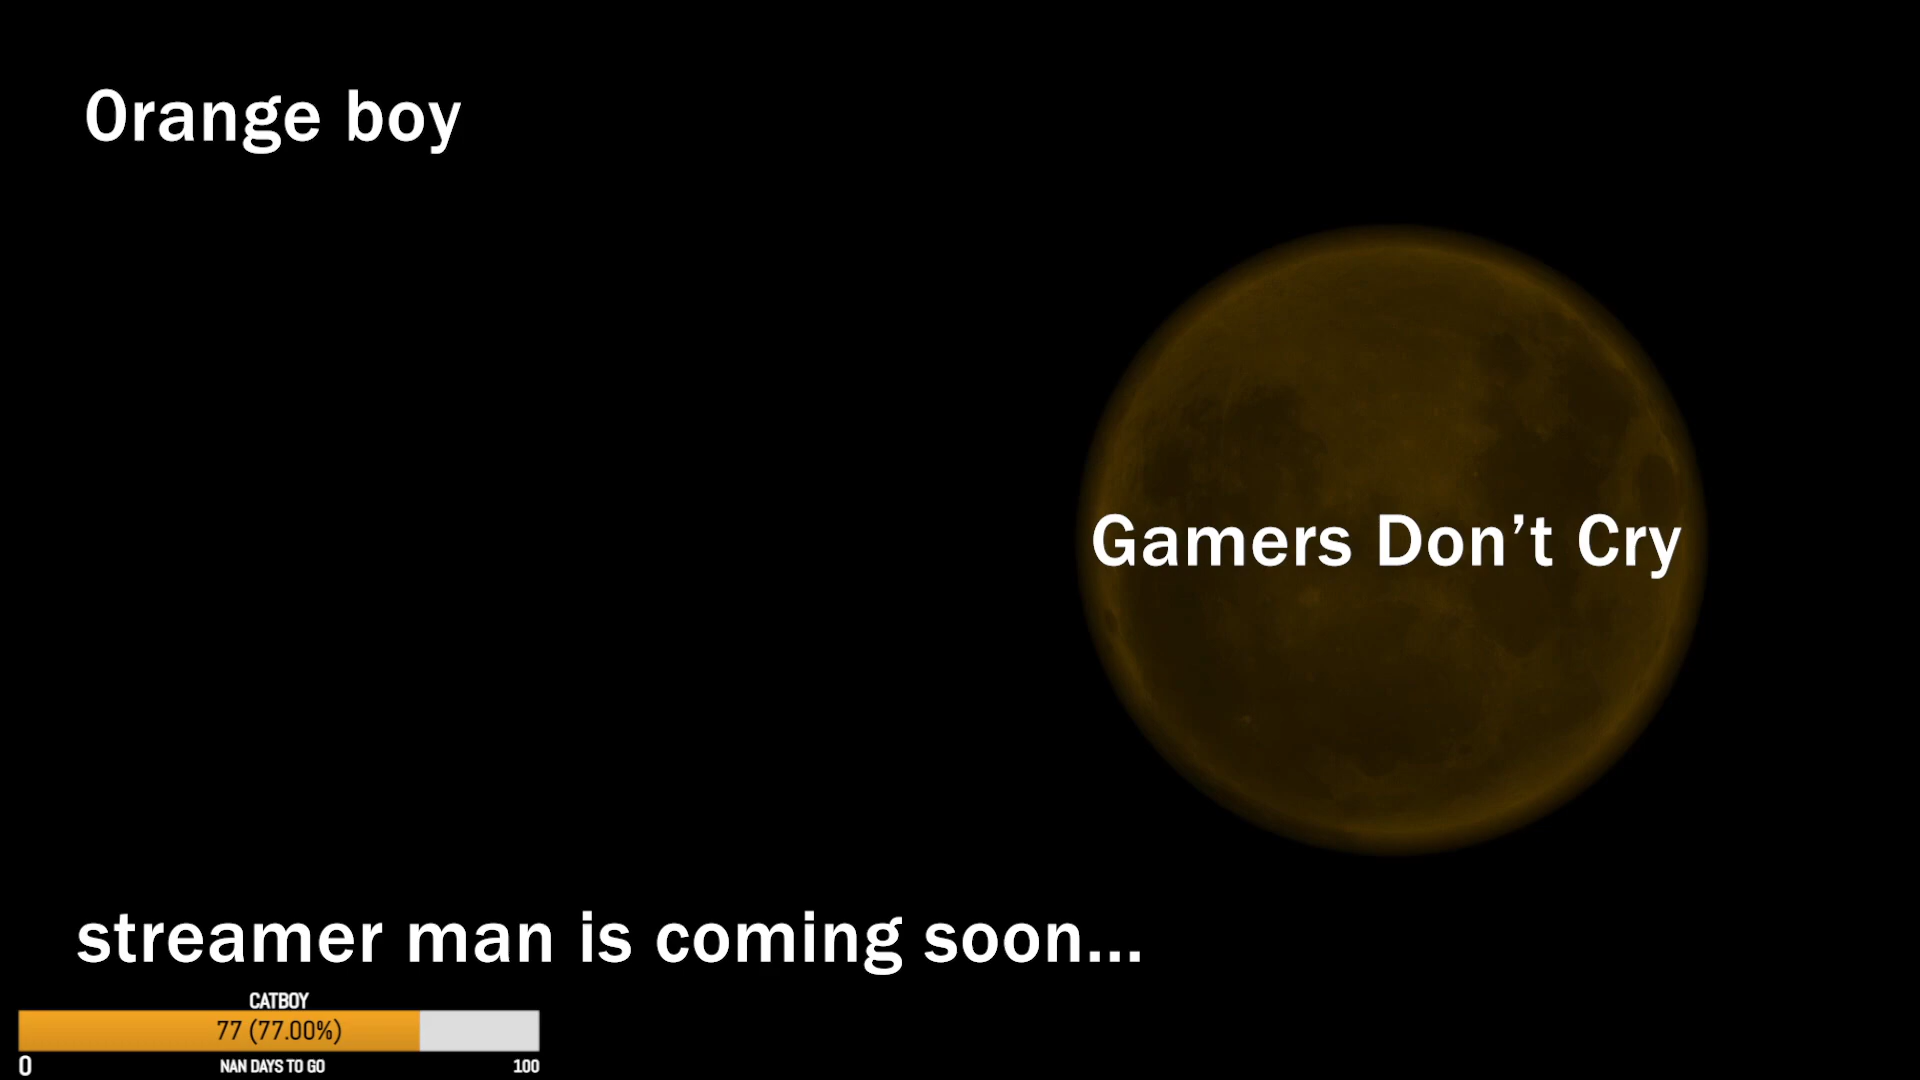 Orange boy
Gamers Don’t Cry
streamer man is coming soon...
CATBOY
77 (77.00%)
0 NAN DAYS TO GO 100